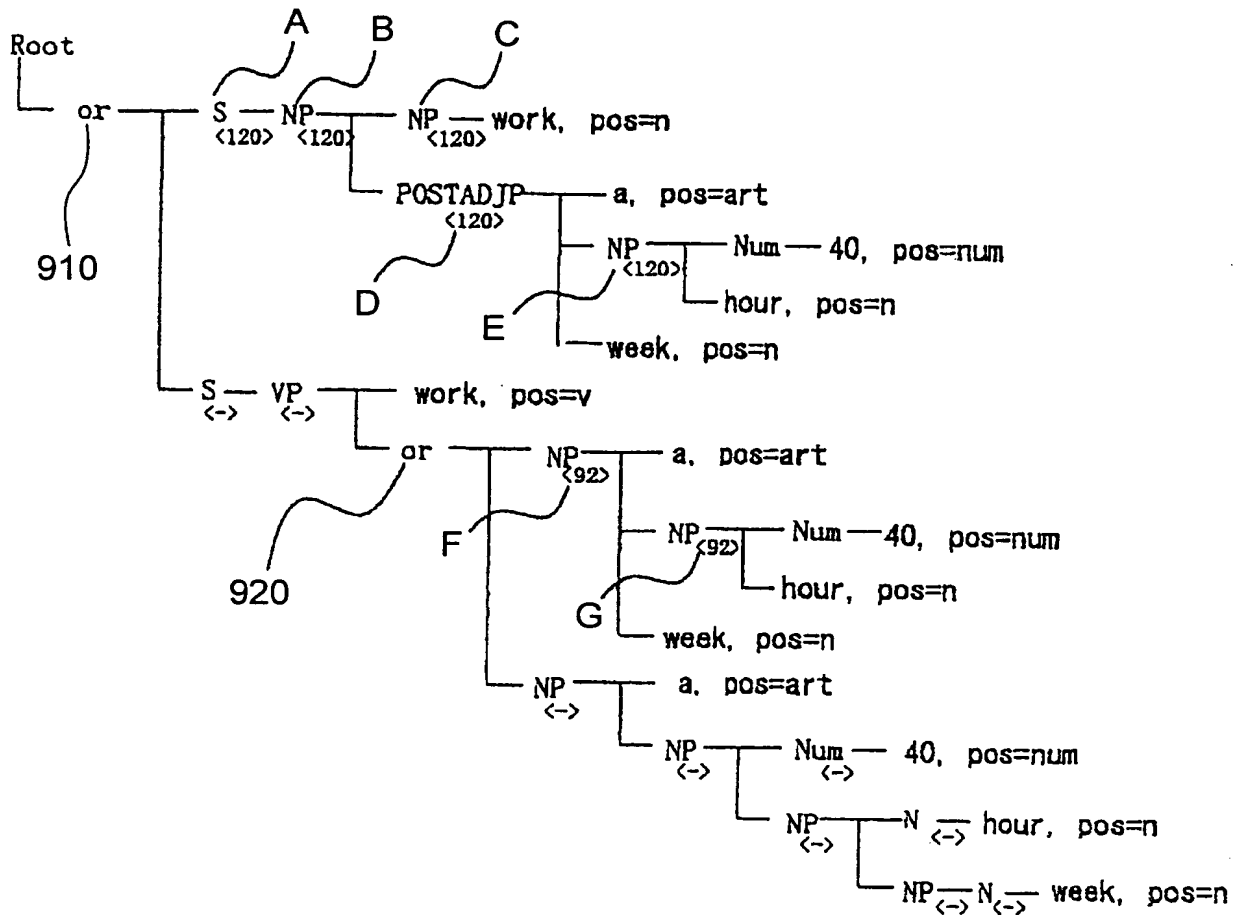 A B C
Root
or S NP NP work, pos=n
<120> <120> <120>
POSTADJP a, pos=art
<120>
910 NP Num 40, pos=num
<120>
D E hour, pos=n
week, pos=n
S VP work, pos=v
<-> <->
or NP a, pos=art
<92>
F NP Num 40, pos=num
<92>
920 hour, pos=n
G
week, pos=n
NP a, pos=art
<->
NP Num 40, pos=num
<-> <->
NP N hour, pos=n
<-> <->
NP N week, pos=n
<-> <->